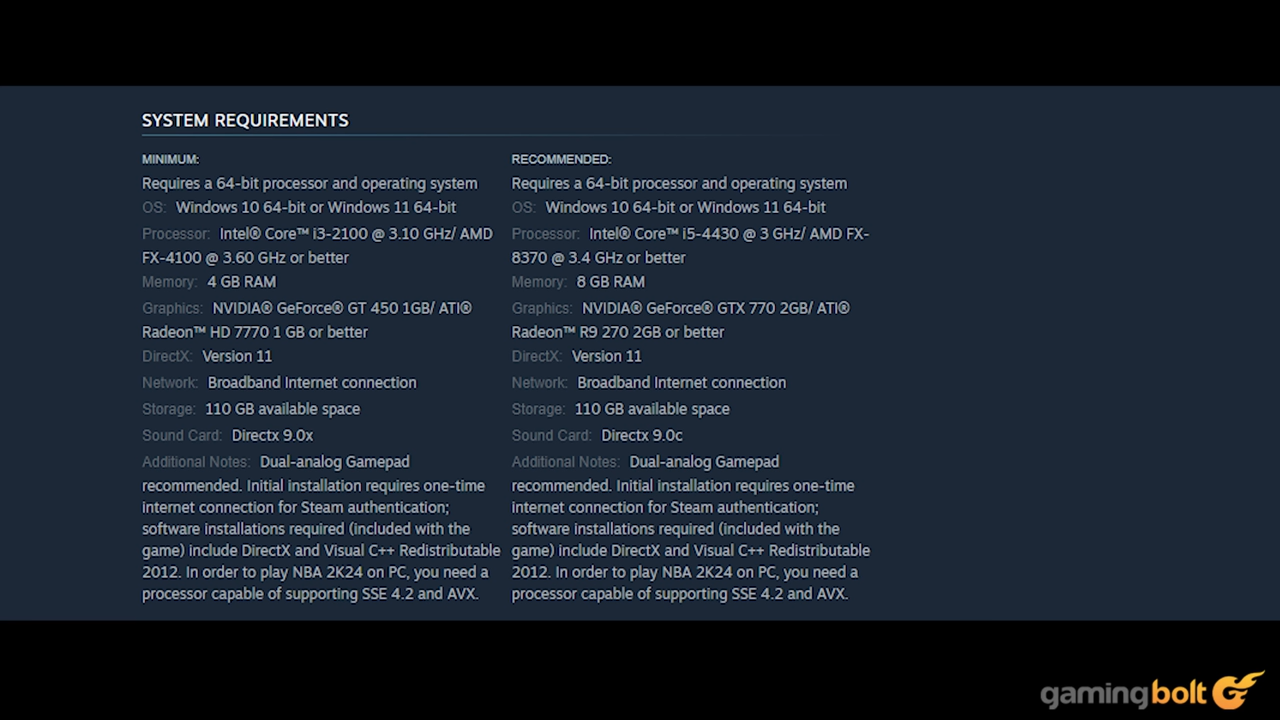 SYSTEM REQUIREMENTS
MINIMUM:
Requires a 64-bit processor and operating system
OS: Windows 10 64-bit or Windows 11 64-bit
Processor: Intel® Core™ i3-2100 @ 3.10 GHz/ AMD
FX-4100 @ 3.60 GHz or better
Memory: 4 GB RAM
Graphics: NVIDIA® GeForce® GT 450 1GB/ ATI®
Radeon™ HD 7770 1 GB or better
DirectX: Version 11
Network: Broadband Internet connection
Storage: 110 GB available space
Sound Card: Directx 9.0x
Additional Notes: Dual-analog Gamepad
recommended. Initial installation requires one-time
internet connection for Steam authentication;
software installations required (included with the
game) include DirectX and Visual C++ Redistributable
2012. In order to play NBA 2K24 on PC, you need a
processor capable of supporting SSE 4.2 and AVX.
RECOMMENDED:
Requires a 64-bit processor and operating system
OS: Windows 10 64-bit or Windows 11 64-bit
Processor: Intel® Core™ i5-4430 @ 3 GHz/ AMD FX-
8370 @ 3.4 GHz or better
Memory: 8 GB RAM
Graphics: NVIDIA® GeForce® GTX 770 2GB/ ATI®
Radeon™ R9 270 2GB or better
DirectX: Version 11
Network: Broadband Internet connection
Storage: 110 GB available space
Sound Card: Directx 9.0c
Additional Notes: Dual-analog Gamepad
recommended. Initial installation requires one-time
internet connection for Steam authentication;
software installations required (included with the
game) include DirectX and Visual C++ Redistributable
2012. In order to play NBA 2K24 on PC, you need a
processor capable of supporting SSE 4.2 and AVX.
gamingbolt